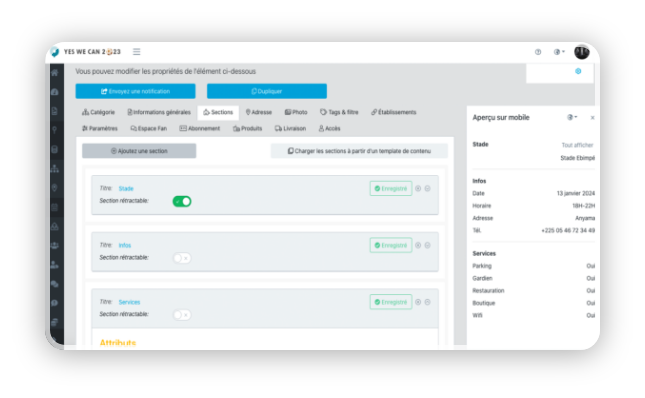 YES WE CAN 2023
Vous pouvez modifier les propriétés de l'élément ci-dessous
Envoyez une notification
Dupliquer
Catégorie
Informations générales
Sections
Adresse
Photo
Tags & filtre
Établissements
Paramètres
Espace Fan
Abonnement
Produits
Livraison
Accès
Ajoutez une section
Charger les sections à partir d'un template de contenu
Titre: Stade
Enregistré
Section rétractable:
Titre: Infos
Enregistré
Section rétractable:
Titre: Services
Enregistré
Section rétractable:
Attributs
Aperçu sur mobile
Stade
Tout afficher
Stade Ebimpé
Infos
Date 13 janvier 2024
Horaire 18H-22H
Adresse Anyama
Tél. +225 05 46 72 34 49
Services
Parking Oui
Gardien Oui
Restauration Oui
Boutique Oui
Wifi Oui